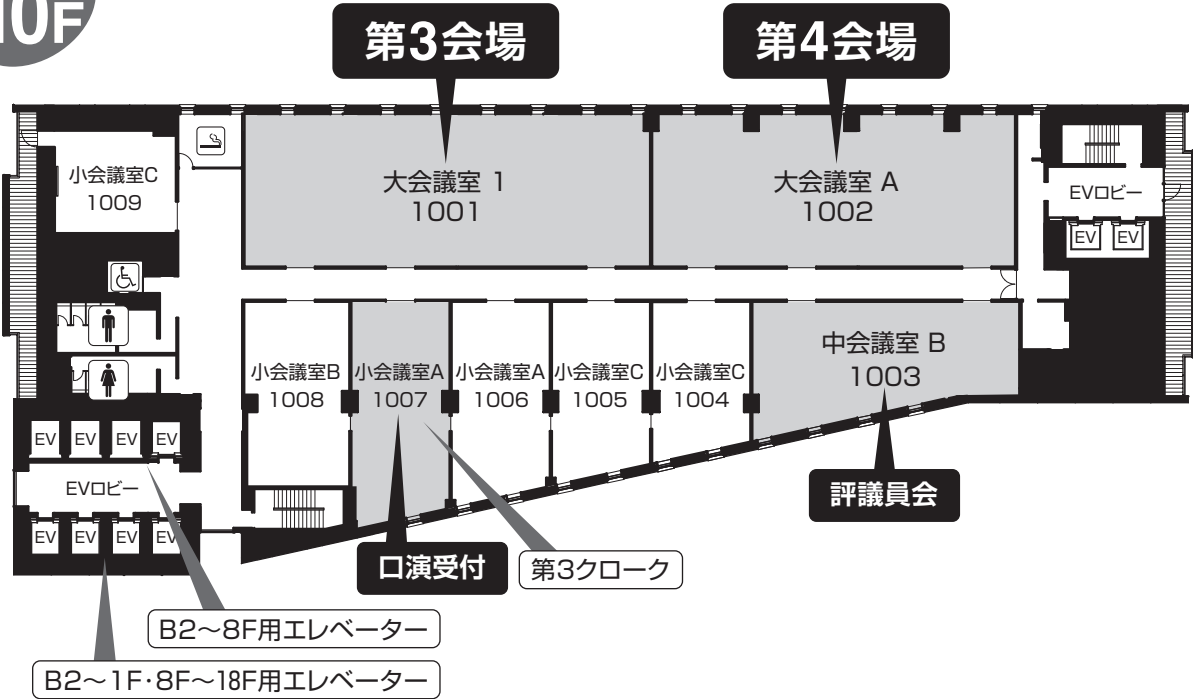 10F
第3会場
第4会場
小会議室C
1009
大会議室 1
1001
大会議室 A
1002
EVロビー
EV
EV
小会議室B
1008
小会議室A
1007
小会議室A
1006
小会議室C
1005
小会議室C
1004
中会議室 B
1003
EV
EV
EV
EV
EVロビー
EV
EV
EV
EV
評議員会
口演受付
第3クローク
B2〜8F用エレベーター
B2〜1F・8F〜18F用エレベーター